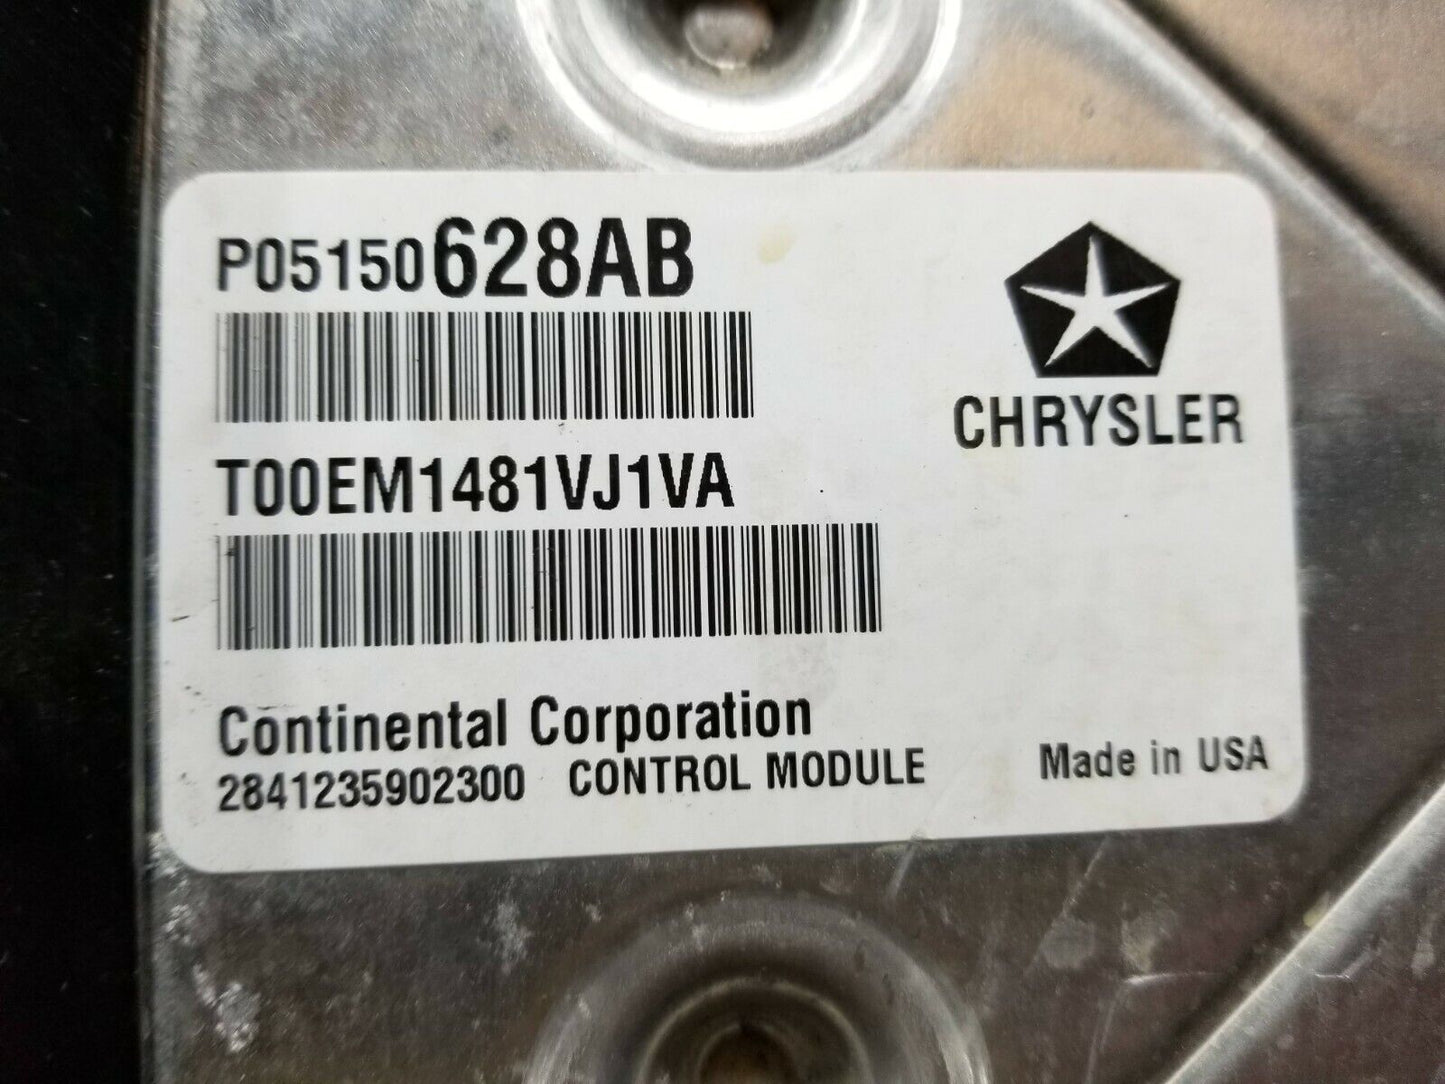 P05150628AB
CHRYSLER
T00EM1481VJ1VA
Continental Corporation
2841235902300 CONTROL MODULE
Made in USA